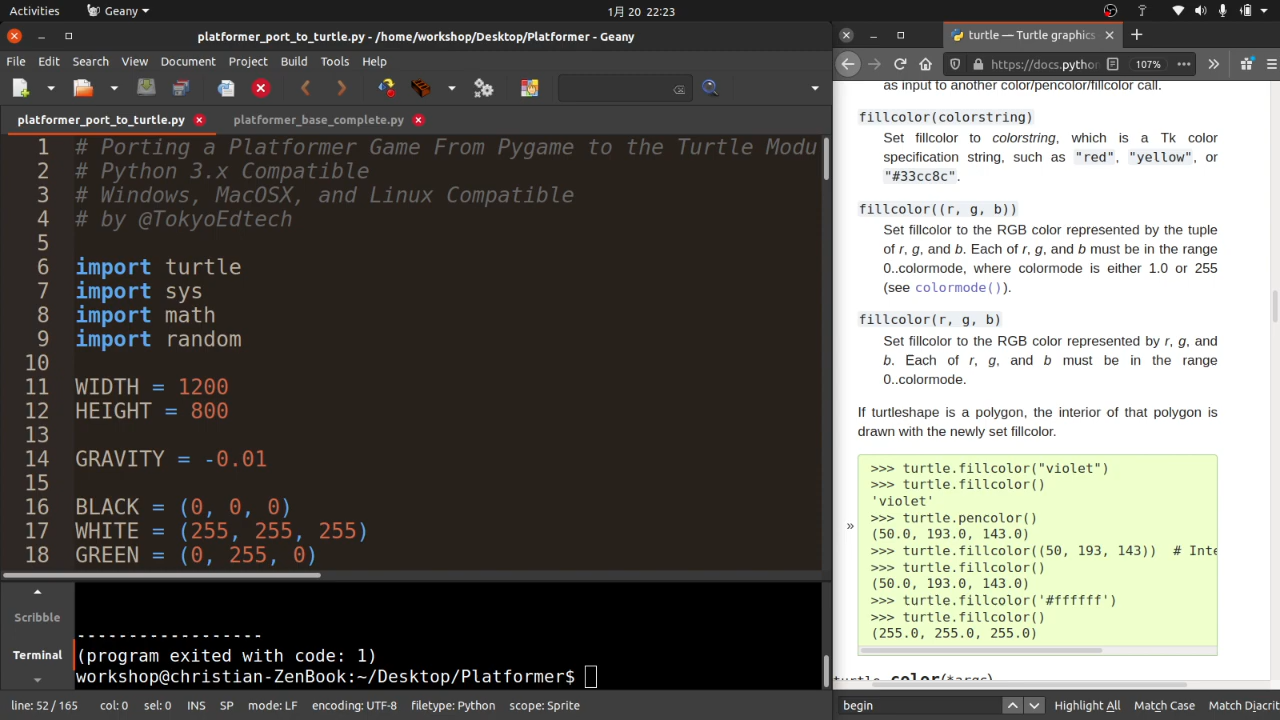 Activities
Geany
1月 20 22:23
platformer_port_to_turtle.py - /home/workshop/Desktop/Platformer - Geany
File Edit Search View Document Project Build Tools Help
platformer_port_to_turtle.py
platformer_base_complete.py
1 # Porting a Platformer Game From Pygame to the Turtle Modu
2 # Python 3.x Compatible
3 # Windows, MacOSX, and Linux Compatible
4 # by @TokyoEdtech
5
6 import turtle
7 import sys
8 import math
9 import random
10
11 WIDTH = 1200
12 HEIGHT = 800
13
14 GRAVITY = -0.01
15
16 BLACK = (0, 0, 0)
17 WHITE = (255, 255, 255)
18 GREEN = (0, 255, 0)
Scribble
Terminal
------------------
(program exited with code: 1)
workshop@christian-ZenBook:~/Desktop/Platformer$
line: 52 / 165 col: 0 sel: 0 INS SP mode: LF encoding: UTF-8 filetype: Python scope: Sprite
turtle — Turtle graphics
https://docs.pytho
107%
as input to another color/pencolor/fillcolor call.
fillcolor(colorstring)
Set fillcolor to colorstring, which is a Tk color
specification string, such as "red", "yellow", or
"#33cc8c".
fillcolor((r, g, b))
Set fillcolor to the RGB color represented by the tuple
of r, g, and b. Each of r, g, and b must be in the range
0..colormode, where colormode is either 1.0 or 255
(see colormode()).
fillcolor(r, g, b)
Set fillcolor to the RGB color represented by r, g, and
b. Each of r, g, and b must be in the range
0..colormode.
If turtleshape is a polygon, the interior of that polygon is
drawn with the newly set fillcolor.
>>> turtle.fillcolor("violet")
>>> turtle.fillcolor()
'violet'
>>> turtle.pencolor()
(50.0, 193.0, 143.0)
>>> turtle.fillcolor((50, 193, 143)) # Inte
>>> turtle.fillcolor()
(50.0, 193.0, 143.0)
>>> turtle.fillcolor('#ffffff')
>>> turtle.fillcolor()
(255.0, 255.0, 255.0)
»
turtle.color(*args)
begin
Highlight All
Match Case
Match Diacrit